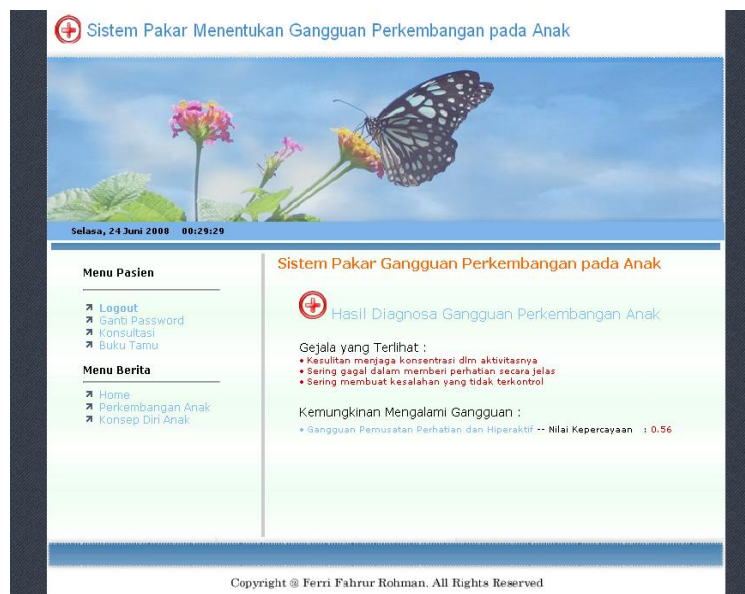 Sistem Pakar Menentukan Gangguan Perkembangan pada Anak
Selasa, 24 Juni 2008 00:29:29
Menu Pasien
Logout
Ganti Password
Konsultasi
Buku Tamu
Menu Berita
Home
Perkembangan Anak
Konsep Diri Anak
Sistem Pakar Gangguan Perkembangan pada Anak
Hasil Diagnosa Gangguan Perkembangan Anak
Gejala yang Terlihat :
• Kesulitan menjaga konsentrasi dlm aktivitasnya
• Sering gagal dalam memberi perhatian secara jelas
• Sering membuat kesalahan yang tidak terkontrol
Kemungkinan Mengalami Gangguan :
• Gangguan Pemusatan Perhatian dan Hiperaktif -- Nilai Kepercayaan : 0.56
Copyright @ Ferri Fahrur Rohman. All Rights Reserved